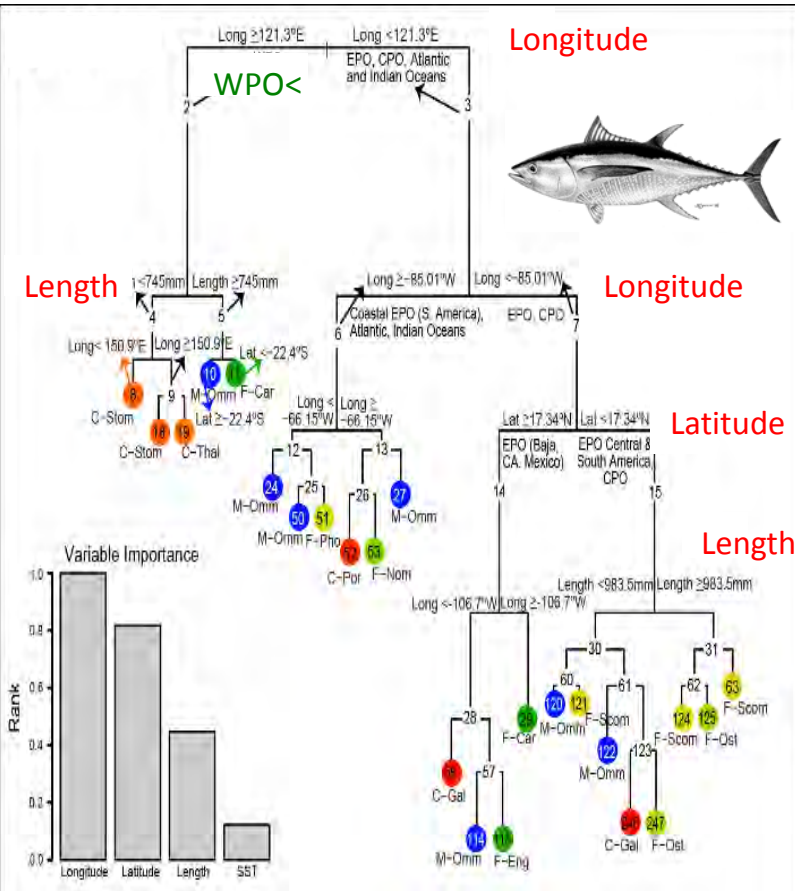 Long ≥121.3°E
Long <121.3°E
Longitude
EPO, CPO, Atlantic
and Indian Oceans
WPO<
2
3
Length
<745mm
Length ≥745mm
Long ≥-85.01°W
Long <-85.01°W
Longitude
4
5
6
Coastal EPO (S. America),
Atlantic, Indian Oceans
EPO, CPO
7
Long< 150.9°E
Long ≥150.9°E
Lat <-22.4°S
8
9
10
11
C-Stom
M-Omm
F-Car
Lat ≥-22.4°S
18
19
C-Stom
C-Thal
Long <
-66.15°W
Long ≥
-66.15°W
Lat ≥17.34°N
Lat <17.34°N
Latitude
EPO (Baja,
CA. Mexico)
EPO Central &
South America,
CPO
12
13
14
15
24
25
26
27
M-Omm
M-Omm
50
51
M-Omm
F-Pho
52
53
C-Por
F-Nom
Length
Long <-106.7°W
Long ≥-106.7°W
Length <983.5mm
Length ≥983.5mm
28
29
F-Car
30
31
60
61
62
63
F-Scom
120
121
M-Omm
F-Scom
122
M-Omm
123
124
125
F-Scom
F-Ost
C-Gal
57
114
M-Omm
F-Eng
247
C-Gal
F-Ost
Variable Importance
Rank
1.0
0.8
0.6
0.4
0.2
0.0
Longitude
Latitude
Length
SST